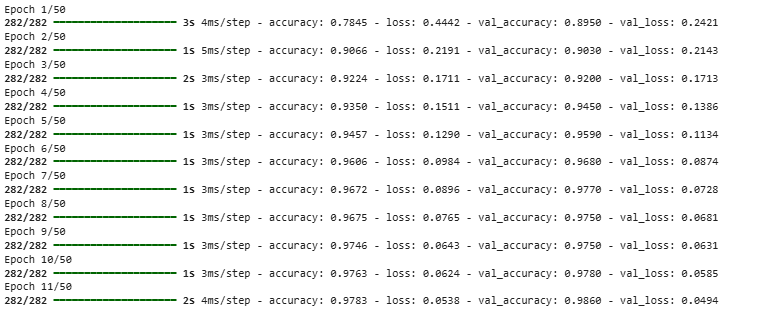 Epoch 1/50
282/282 ━━━━━━━━━━━━━━━━━━━━ 3s 4ms/step - accuracy: 0.7845 - loss: 0.4442 - val_accuracy: 0.8950 - val_loss: 0.2421
Epoch 2/50
282/282 ━━━━━━━━━━━━━━━━━━━━ 1s 5ms/step - accuracy: 0.9066 - loss: 0.2191 - val_accuracy: 0.9030 - val_loss: 0.2143
Epoch 3/50
282/282 ━━━━━━━━━━━━━━━━━━━━ 2s 3ms/step - accuracy: 0.9224 - loss: 0.1711 - val_accuracy: 0.9200 - val_loss: 0.1713
Epoch 4/50
282/282 ━━━━━━━━━━━━━━━━━━━━ 1s 3ms/step - accuracy: 0.9350 - loss: 0.1511 - val_accuracy: 0.9450 - val_loss: 0.1386
Epoch 5/50
282/282 ━━━━━━━━━━━━━━━━━━━━ 1s 3ms/step - accuracy: 0.9457 - loss: 0.1290 - val_accuracy: 0.9590 - val_loss: 0.1134
Epoch 6/50
282/282 ━━━━━━━━━━━━━━━━━━━━ 1s 3ms/step - accuracy: 0.9606 - loss: 0.0984 - val_accuracy: 0.9680 - val_loss: 0.0874
Epoch 7/50
282/282 ━━━━━━━━━━━━━━━━━━━━ 1s 3ms/step - accuracy: 0.9672 - loss: 0.0896 - val_accuracy: 0.9770 - val_loss: 0.0728
Epoch 8/50
282/282 ━━━━━━━━━━━━━━━━━━━━ 1s 3ms/step - accuracy: 0.9675 - loss: 0.0765 - val_accuracy: 0.9750 - val_loss: 0.0681
Epoch 9/50
282/282 ━━━━━━━━━━━━━━━━━━━━ 1s 3ms/step - accuracy: 0.9746 - loss: 0.0643 - val_accuracy: 0.9750 - val_loss: 0.0631
Epoch 10/50
282/282 ━━━━━━━━━━━━━━━━━━━━ 1s 3ms/step - accuracy: 0.9763 - loss: 0.0624 - val_accuracy: 0.9780 - val_loss: 0.0585
Epoch 11/50
282/282 ━━━━━━━━━━━━━━━━━━━━ 2s 4ms/step - accuracy: 0.9783 - loss: 0.0538 - val_accuracy: 0.9860 - val_loss: 0.0494